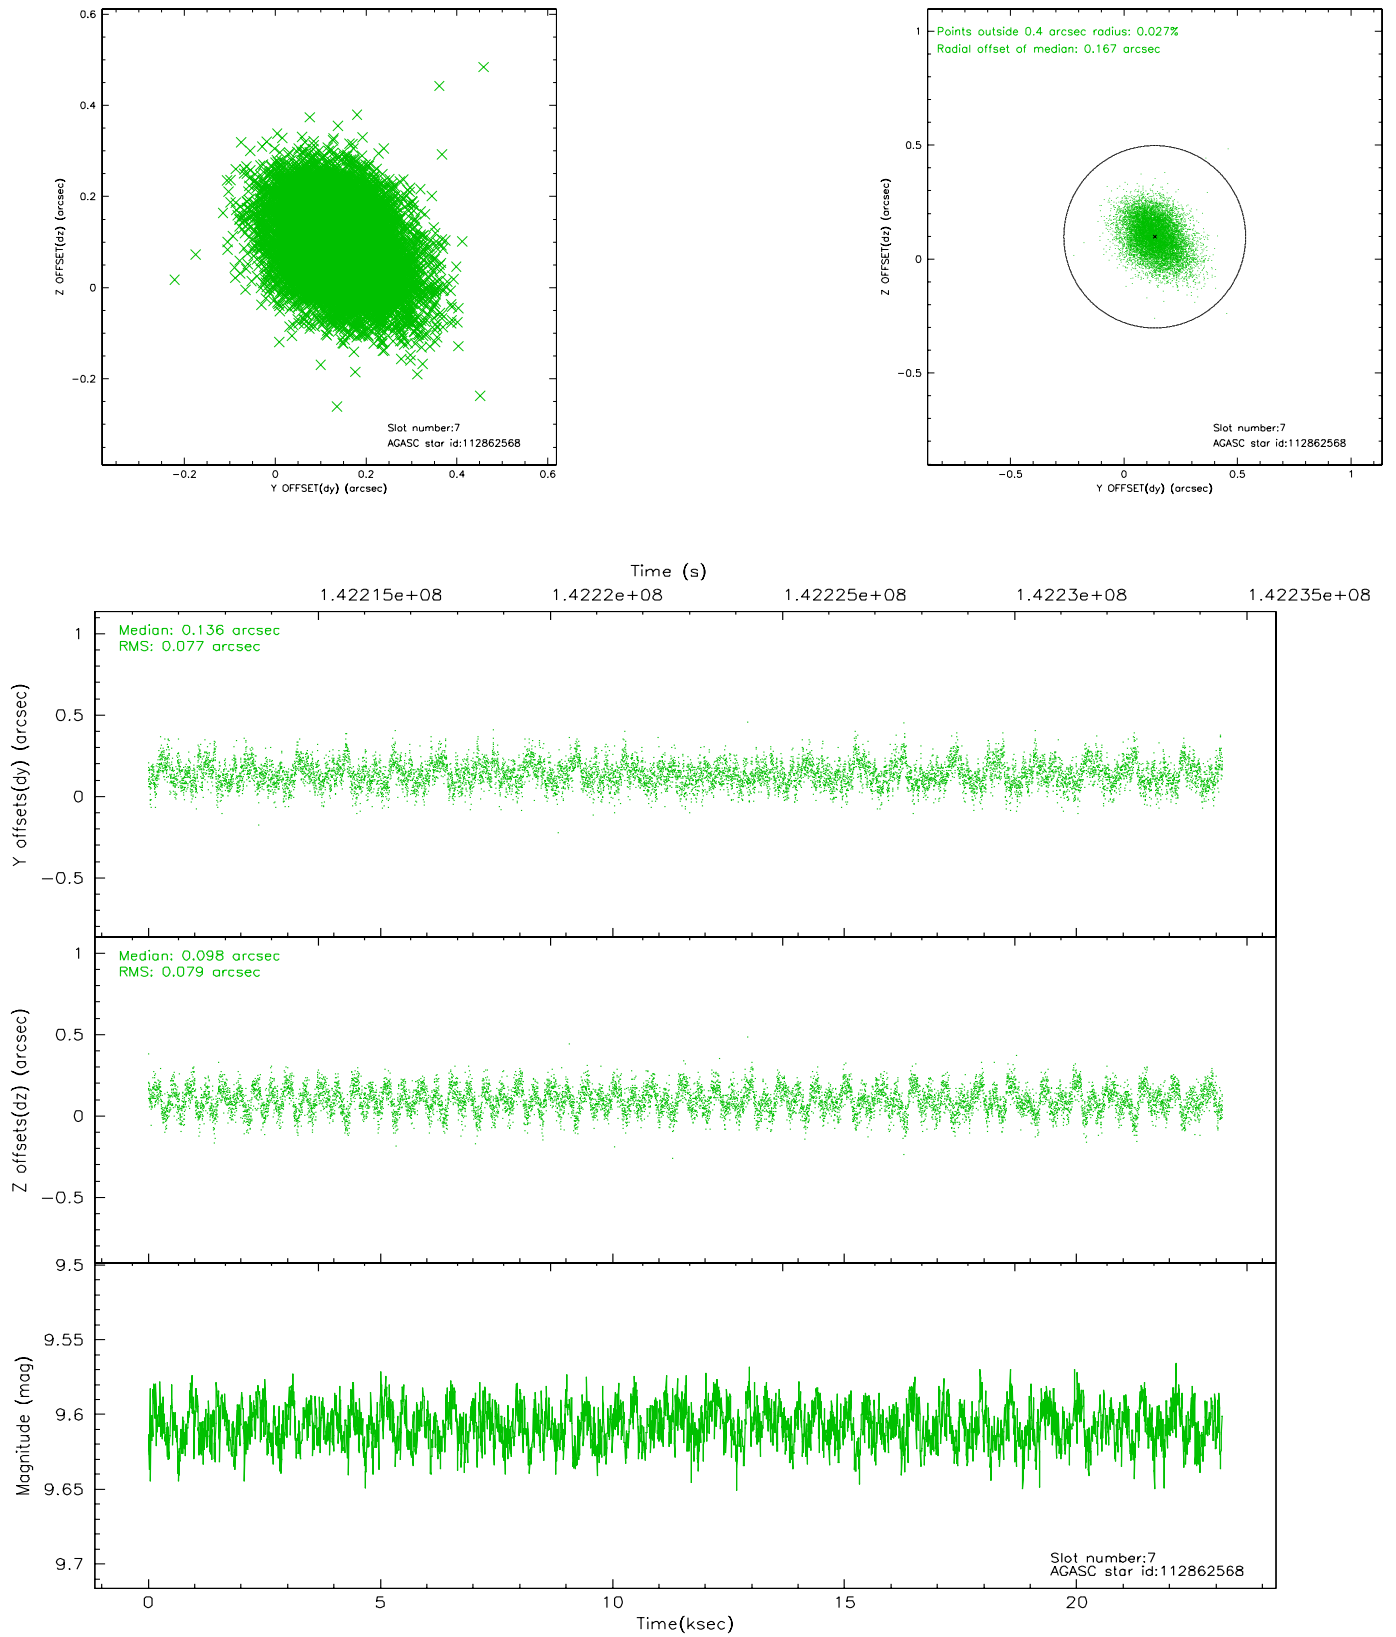 0.6
0.4
0.2
0
−0.2
Z OFFSET(dz) (arcsec)
−0.2 0 0.2 0.4 0.6
Y OFFSET(dy) (arcsec)
Slot number:7
AGASC star id:112862568
Points outside 0.4 arcsec radius: 0.027%
Radial offset of median: 0.167 arcsec
1
0.5
0
−0.5
Z OFFSET(dz) (arcsec)
−0.5 0 0.5 1
Y OFFSET(dy) (arcsec)
Slot number:7
AGASC star id:112862568
Time (s)
1.42215e+08 1.4222e+08 1.42225e+08 1.4223e+08 1.42235e+08
Median: 0.136 arcsec
RMS: 0.077 arcsec
1
0.5
0
−0.5
Y offsets(dy) (arcsec)
Median: 0.098 arcsec
RMS: 0.079 arcsec
1
0.5
0
−0.5
Z offsets(dz) (arcsec)
9.5
9.55
9.6
9.65
9.7
Magnitude (mag)
Slot number:7
AGASC star id:112862568
0 5 10 15 20
Time(ksec)